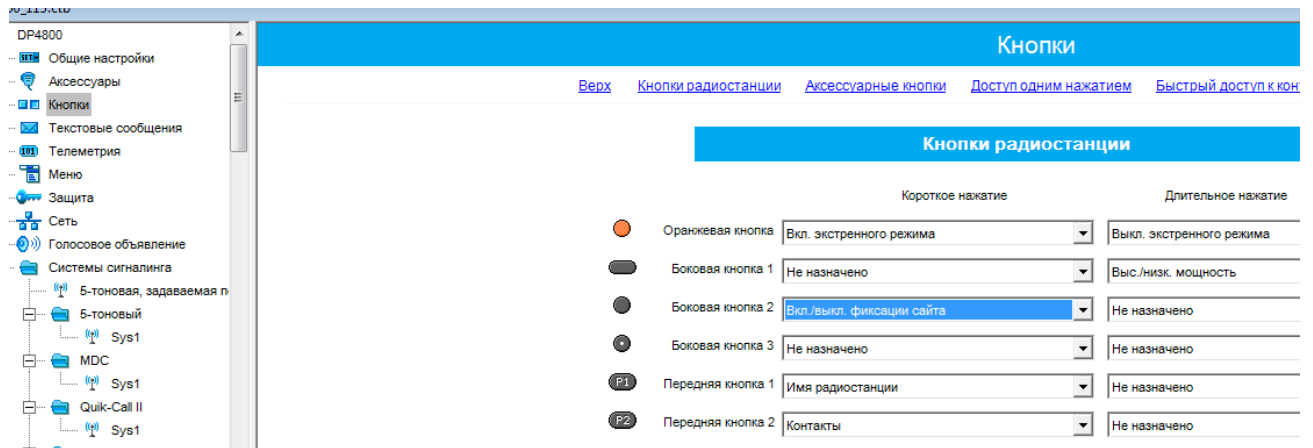 DP4800
Общие настройки
Аксессуары
Кнопки
Текстовые сообщения
Телеметрия
Меню
Защита
Сеть
Голосовое объявление
Системы сигналинга
5-тоновая, задаваемая
5-тоновый
Sys1
MDC
Sys1
Quik-Call II
Sys1
Кнопки
Верх Кнопки радиостанции Аксессуарные кнопки Доступ одним нажатием Быстрый доступ к
Кнопки радиостанции
Короткое нажатие Длительное нажатие
Оранжевая кнопка Вкл. экстренного режима Выкл. экстренного режима
Боковая кнопка 1 Не назначено Выс./низк. мощность
Боковая кнопка 2 Вкл./выкл. фиксации сайта Не назначено
Боковая кнопка 3 Не назначено Не назначено
P1 Передняя кнопка 1 Имя радиостанции Не назначено
P2 Передняя кнопка 2 Контакты Не назначено